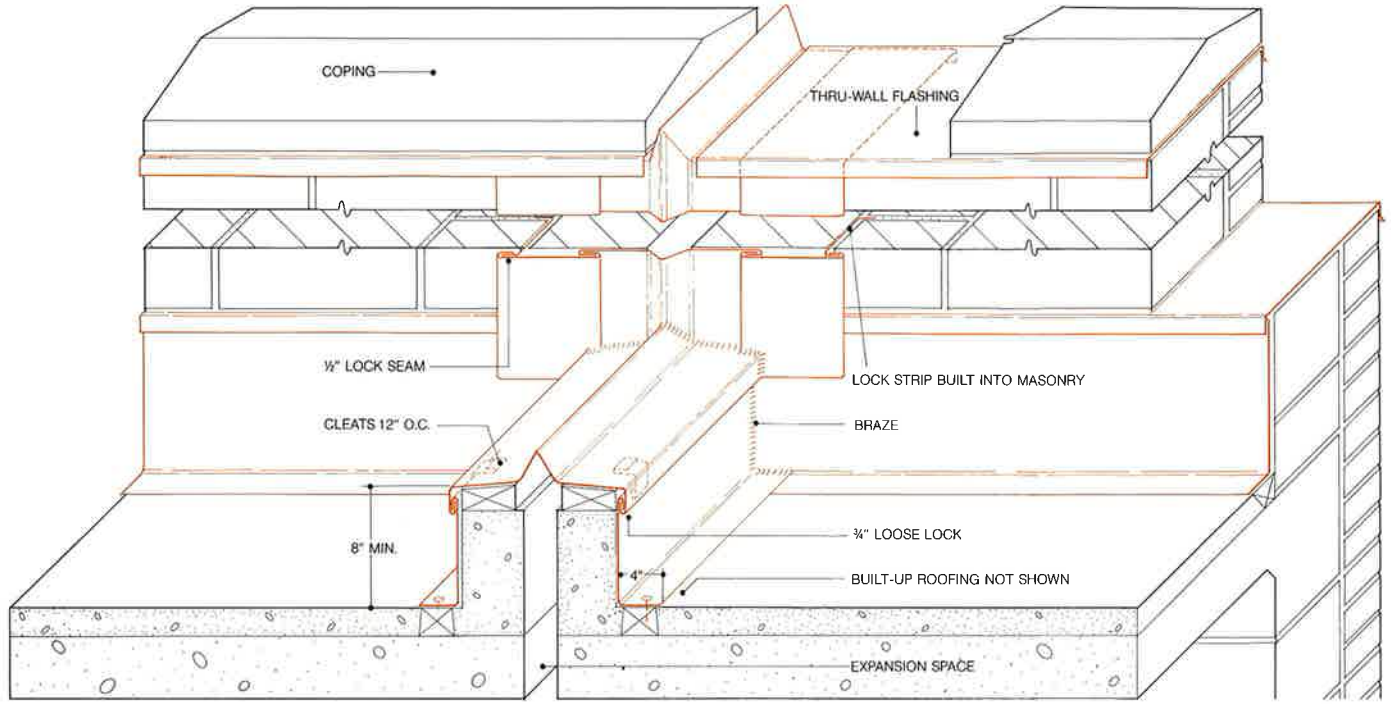 COPING
THRU-WALL FLASHING
½" LOCK SEAM
LOCK STRIP BUILT INTO MASONRY
CLEATS 12" O.C.
BRAZE
8" MIN.
¾" LOOSE LOCK
4"
BUILT-UP ROOFING NOT SHOWN
EXPANSION SPACE